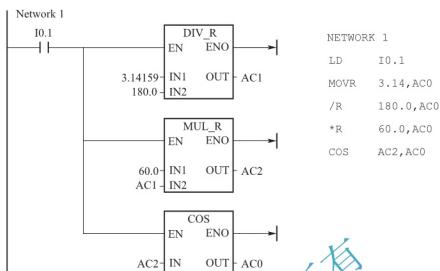 Network 1
I0.1
DIV_R
EN ENO
3.14159 IN1 OUT AC1
180.0 IN2
MUL_R
EN ENO
60.0 IN1 OUT AC2
AC1 IN2
COS
EN ENO
AC2 IN OUT AC0
NETWORK 1
LD I0.1
MOVR 3.14,AC0
/R 180.0,AC0
*R 60.0,AC0
COS AC2,AC0
有